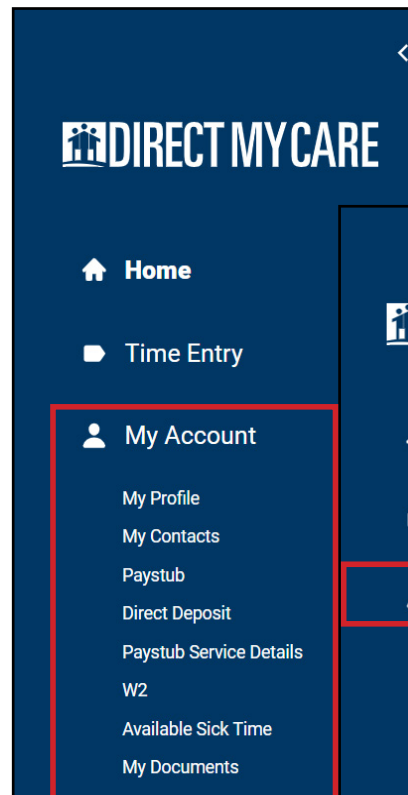 DIRECT MY CARE
Home
Time Entry
My Account
My Profile
My Contacts
Paystub
Direct Deposit
Paystub Service Details
W2
Available Sick Time
My Documents